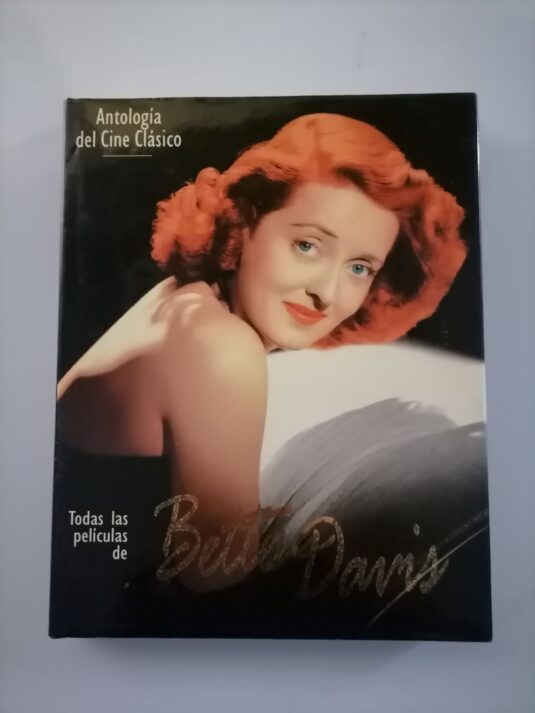 Antología
del Cine Clásico
Todas las
películas
de
Bette Davis